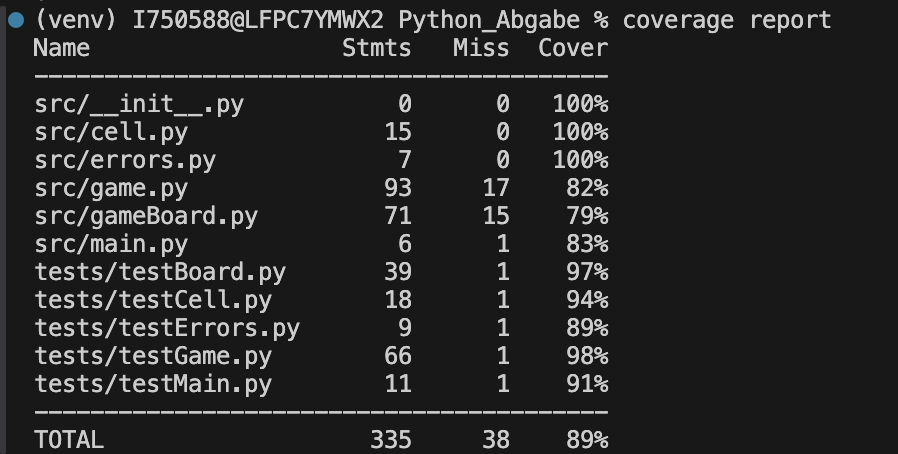 (venv) I750588@LFPC7YMWX2 Python_Abgabe % coverage report
Name Stmts Miss Cover
----------------------------------------
src/__init__.py 0 0 100%
src/cell.py 15 0 100%
src/errors.py 7 0 100%
src/game.py 93 17 82%
src/gameBoard.py 71 15 79%
src/main.py 6 1 83%
tests/testBoard.py 39 1 97%
tests/testCell.py 18 1 94%
tests/testErrors.py 9 1 89%
tests/testGame.py 66 1 98%
tests/testMain.py 11 1 91%
----------------------------------------
TOTAL 335 38 89%